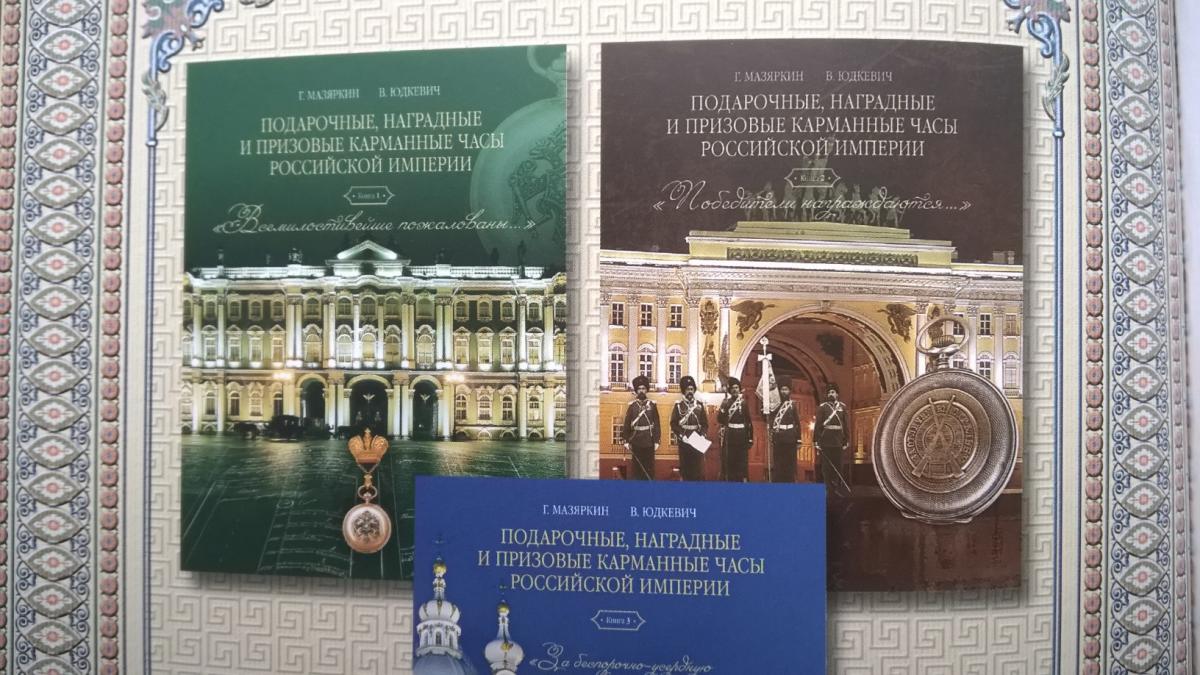 Г. МАЗЯРКИН В. ЮДКЕВИЧ
ПОДАРОЧНЫЕ, НАГРАДНЫЕ
И ПРИЗОВЫЕ КАРМАННЫЕ ЧАСЫ
РОССИЙСКОЙ ИМПЕРИИ
Книга 1
«Всемилостивейше пожалованы...»
Г. МАЗЯРКИН В. ЮДКЕВИЧ
ПОДАРОЧНЫЕ, НАГРАДНЫЕ
И ПРИЗОВЫЕ КАРМАННЫЕ ЧАСЫ
РОССИЙСКОЙ ИМПЕРИИ
Книга 2
«Победители награждаются...»
Г. МАЗЯРКИН В. ЮДКЕВИЧ
ПОДАРОЧНЫЕ, НАГРАДНЫЕ
И ПРИЗОВЫЕ КАРМАННЫЕ ЧАСЫ
РОССИЙСКОЙ ИМПЕРИИ
Книга 3
«За беспорочно-усердную